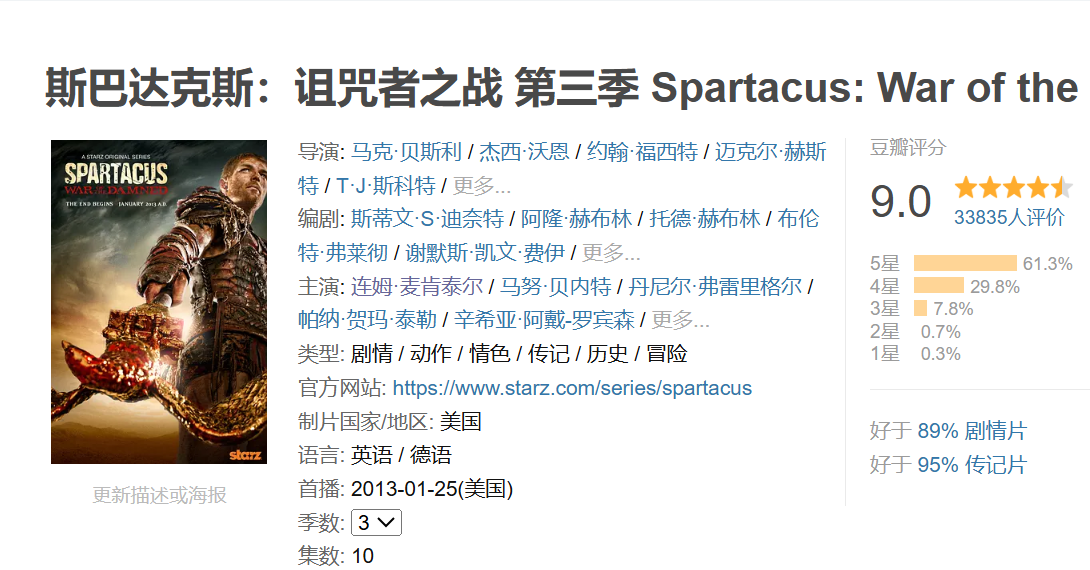 斯巴达克斯：诅咒者之战 第三季 Spartacus: War of the
A STARZ ORIGINAL SERIES
SPARTACUS
WAR OF THE DAMNED
THE END BEGINS JANUARY 2013 A.D.
starz
更新描述或海报
导演: 马克·贝斯利 / 杰西·沃恩 / 约翰·福西特 / 迈克尔·赫斯
特 / T·J·斯科特 / 更多...
编剧: 斯蒂文·S·迪奈特 / 阿隆·赫布林 / 托德·赫布林 / 布伦
特·弗莱彻 / 谢默斯·凯文·费伊 / 更多...
主演: 连姆·麦肯泰尔 / 马努·贝内特 / 丹尼尔·弗雷里格尔 /
帕纳·贺玛·泰勒 / 辛希亚·阿戴-罗宾森 / 更多...
类型: 剧情 / 动作 / 情色 / 传记 / 历史 / 冒险
官方网站: https://www.starz.com/series/spartacus
制片国家/地区: 美国
语言: 英语 / 德语
首播: 2013-01-25(美国)
季数: 3
集数: 10
豆瓣评分
9.0
33835人评价
5星 61.3%
4星 29.8%
3星 7.8%
2星 0.7%
1星 0.3%
好于 89% 剧情片
好于 95% 传记片